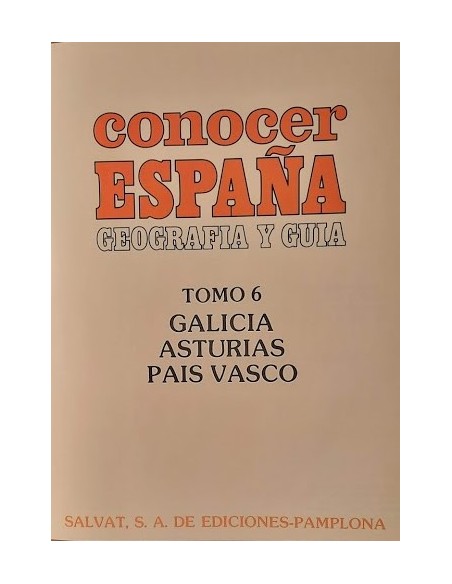 conocer
ESPAÑA
GEOGRAFIA Y GUIA
TOMO 6
GALICIA
ASTURIAS
PAIS VASCO
SALVAT, S. A. DE EDICIONES-PAMPLONA